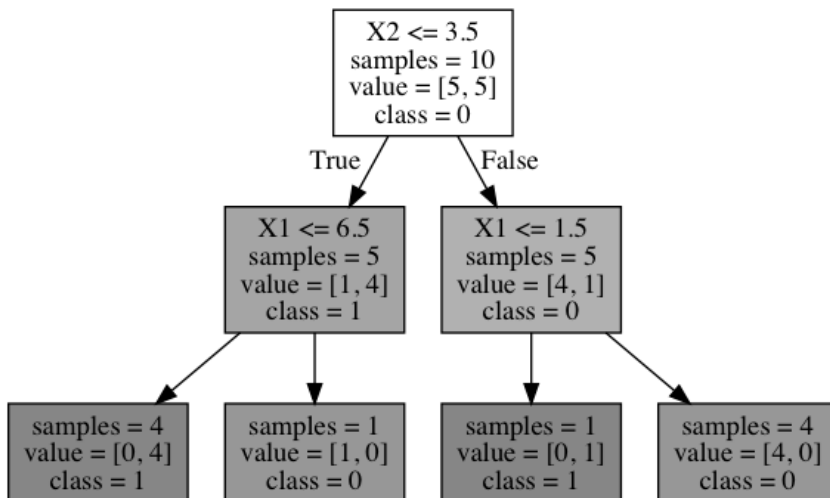 X2 <= 3.5
samples = 10
value = [5, 5]
class = 0
True
False
X1 <= 6.5
samples = 5
value = [1, 4]
class = 1
X1 <= 1.5
samples = 5
value = [4, 1]
class = 0
samples = 4
value = [0, 4]
class = 1
samples = 1
value = [1, 0]
class = 0
samples = 1
value = [0, 1]
class = 1
samples = 4
value = [4, 0]
class = 0